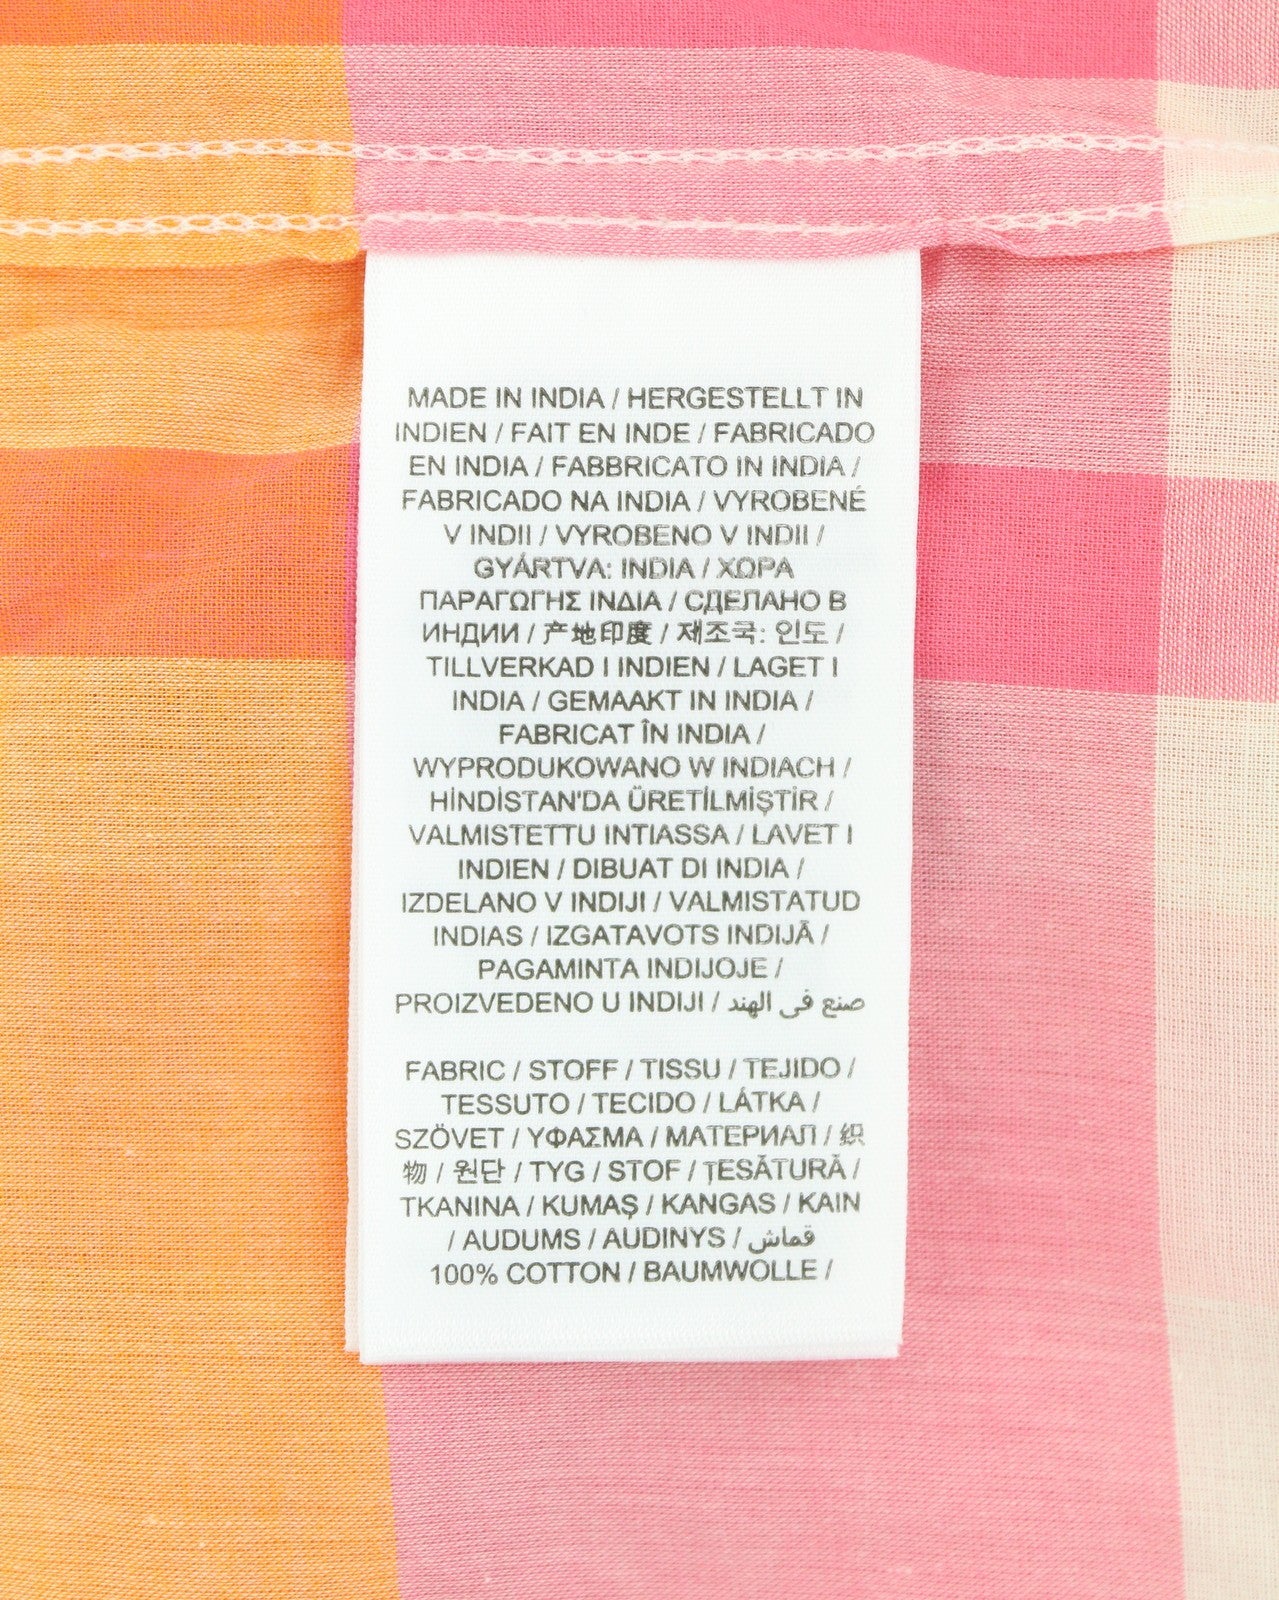 MADE IN INDIA / HERGESTELLT IN
INDIEN / FAIT EN INDE / FABRICADO
EN INDIA / FABBRICATO IN INDIA /
FABRICADO NA INDIA / VYROBENÉ
V INDII / VYROBENO V INDII /
GYÁRTVA: INDIA / ΧΩΡΑ
ΠΑΡΑΓΩΓΗΣ ΙΝΔΙΑ / СДЕЛАНО В
ИНДИИ / 产地印度 / 제조국: 인도 /
TILLVERKAD I INDIEN / LAGET I
INDIA / GEMAAKT IN INDIA /
FABRICAT ÎN INDIA /
WYPRODUKOWANO W INDIACH /
HİNDİSTAN'DA ÜRETİLMİŞTİR /
VALMISTETTU INTIASSA / LAVET I
INDIEN / DIBUAT DI INDIA /
IZDELANO V INDIJI / VALMISTATUD
INDIAS / IZGATAVOTS INDIJĀ /
PAGAMINTA INDIJOJE /
PROIZVEDENO U INDIJI / صنع في الهند
FABRIC / STOFF / TISSU / TEJIDO /
TESSUTO / TECIDO / LÁTKA /
SZÖVET / ΥΦΑΣΜΑ / МАТЕРИАЛ / 织
物 / 원단 / TYG / STOF / ȚESĂTURĂ /
TKANINA / KUMAŞ / KANGAS / KAIN
/ AUDUMS / AUDINYS / قماش
100% COTTON / BAUMWOLLE /